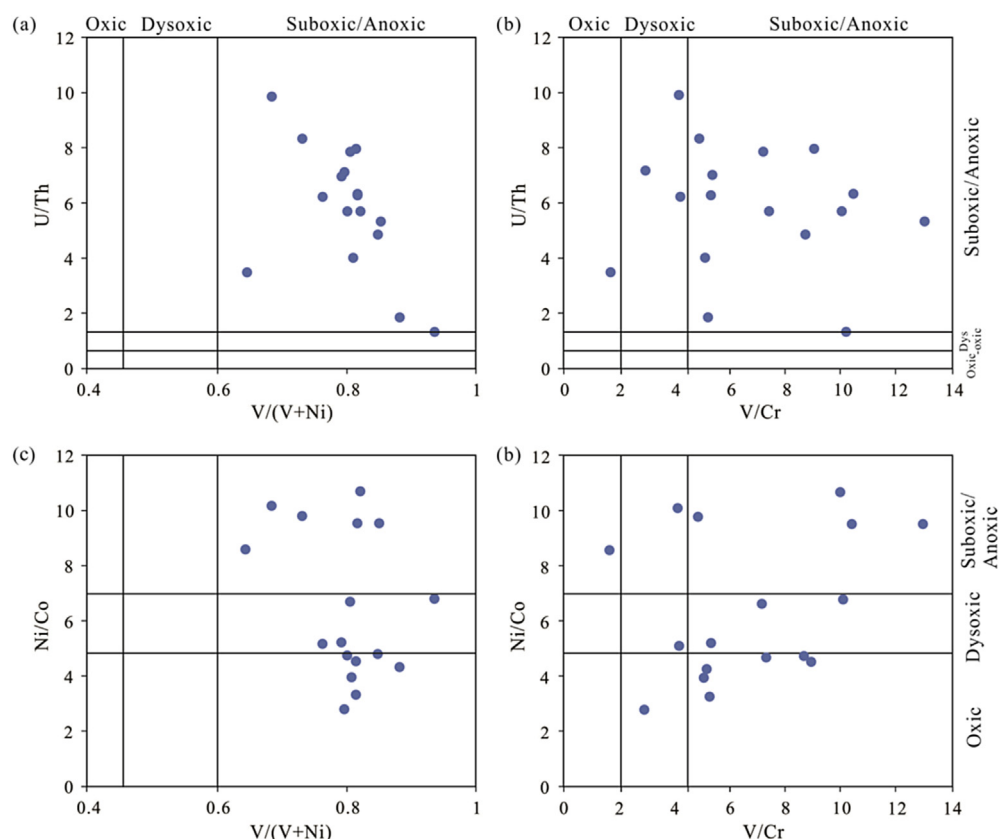 (a) Oxic Dysoxic Suboxic/Anoxic
12
10
8
6
4
2
0
U/Th
0.4 0.6 0.8 1
V/(V+Ni)
(b) Oxic Dysoxic Suboxic/Anoxic
12
10
8
6
4
2
0
U/Th
0 2 4 6 8 10 12 14
V/Cr
Suboxic/Anoxic
Dys
-oxic
Oxic
(c)
12
10
8
6
4
2
0
Ni/Co
0.4 0.6 0.8 1
V/(V+Ni)
(b)
12
10
8
6
4
2
0
Ni/Co
0 2 4 6 8 10 12 14
V/Cr
Suboxic/
Anoxic
Dysoxic
Oxic